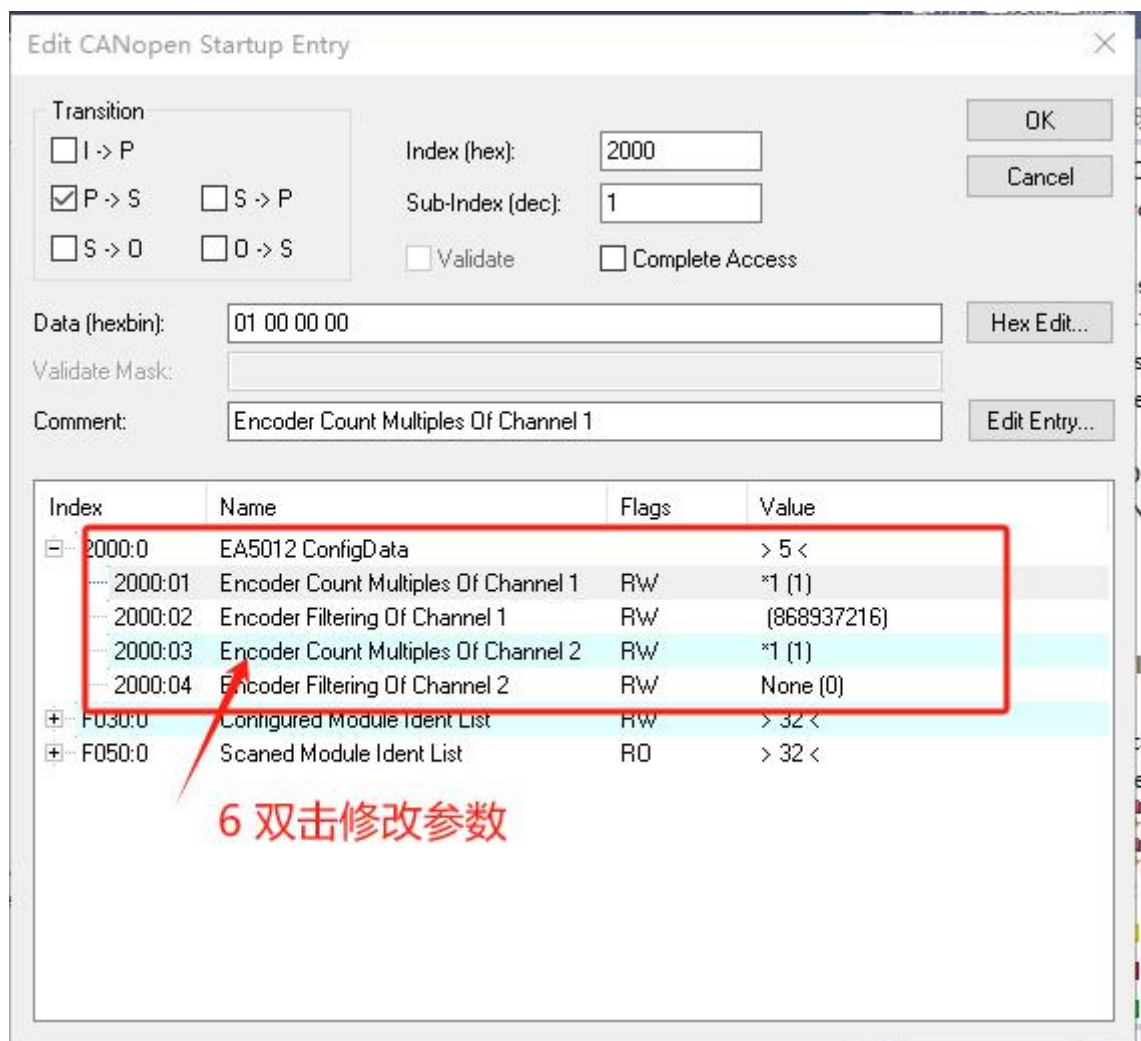 Edit CANopen Startup Entry
Transition
I -> P
P -> S
S -> P
S -> O
O -> S
Index (hex):
2000
Sub-Index (dec):
1
Validate
Complete Access
OK
Cancel
Data (hexbin):
01 00 00 00
Hex Edit...
Validate Mask:
Comment:
Encoder Count Multiples Of Channel 1
Edit Entry...
Index Name Flags Value
2000:0 EA5012 ConfigData > 5 <
2000:01 Encoder Count Multiples Of Channel 1 RW *1 (1)
2000:02 Encoder Filtering Of Channel 1 RW (868937216)
2000:03 Encoder Count Multiples Of Channel 2 RW *1 (1)
2000:04 Encoder Filtering Of Channel 2 RW None (0)
F030:0 Configured Module Ident List RW > 32 <
F050:0 Scaned Module Ident List RO > 32 <
6 双击修改参数